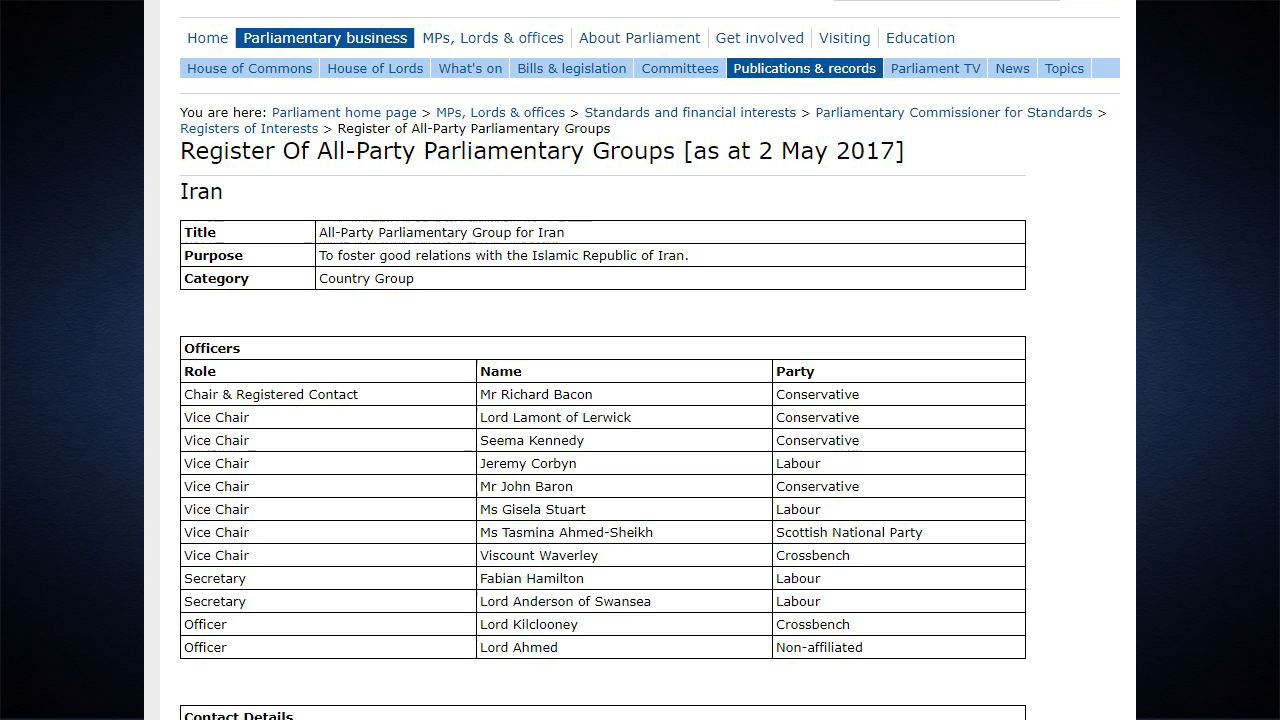 Home Parliamentary business MPs, Lords & offices About Parliament Get involved Visiting Education
House of Commons House of Lords What's on Bills & legislation Committees Publications & records Parliament TV News Topics
You are here: Parliament home page > MPs, Lords & offices > Standards and financial interests > Parliamentary Commissioner for Standards >
Registers of Interests > Register of All-Party Parliamentary Groups
Register Of All-Party Parliamentary Groups [as at 2 May 2017]
Iran
Title All-Party Parliamentary Group for Iran
Purpose To foster good relations with the Islamic Republic of Iran.
Category Country Group
Officers
Role Name Party
Chair & Registered Contact Mr Richard Bacon Conservative
Vice Chair Lord Lamont of Lerwick Conservative
Vice Chair Seema Kennedy Conservative
Vice Chair Jeremy Corbyn Labour
Vice Chair Mr John Baron Conservative
Vice Chair Ms Gisela Stuart Labour
Vice Chair Ms Tasmina Ahmed-Sheikh Scottish National Party
Vice Chair Viscount Waverley Crossbench
Secretary Fabian Hamilton Labour
Secretary Lord Anderson of Swansea Labour
Officer Lord Kilclooney Crossbench
Officer Lord Ahmed Non-affiliated
Contact Details